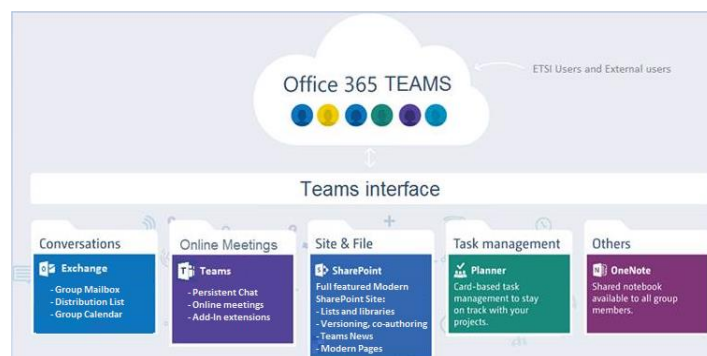 Office 365 TEAMS
ETSI Users and External users
Teams interface
Conversations
Exchange
- Group Mailbox
- Distribution List
- Group Calendar
Online Meetings
Teams
- Persistent Chat
- Online meetings
- Add-In extensions
Site & File
SharePoint
Full featured Modern
SharePoint Site:
- Lists and libraries
- Versioning, co-authoring
- Teams News
- Modern Pages
Task management
Planner
Card-based task
management to stay
on track with your
projects.
Others
OneNote
Shared notebook
available to all group
members.